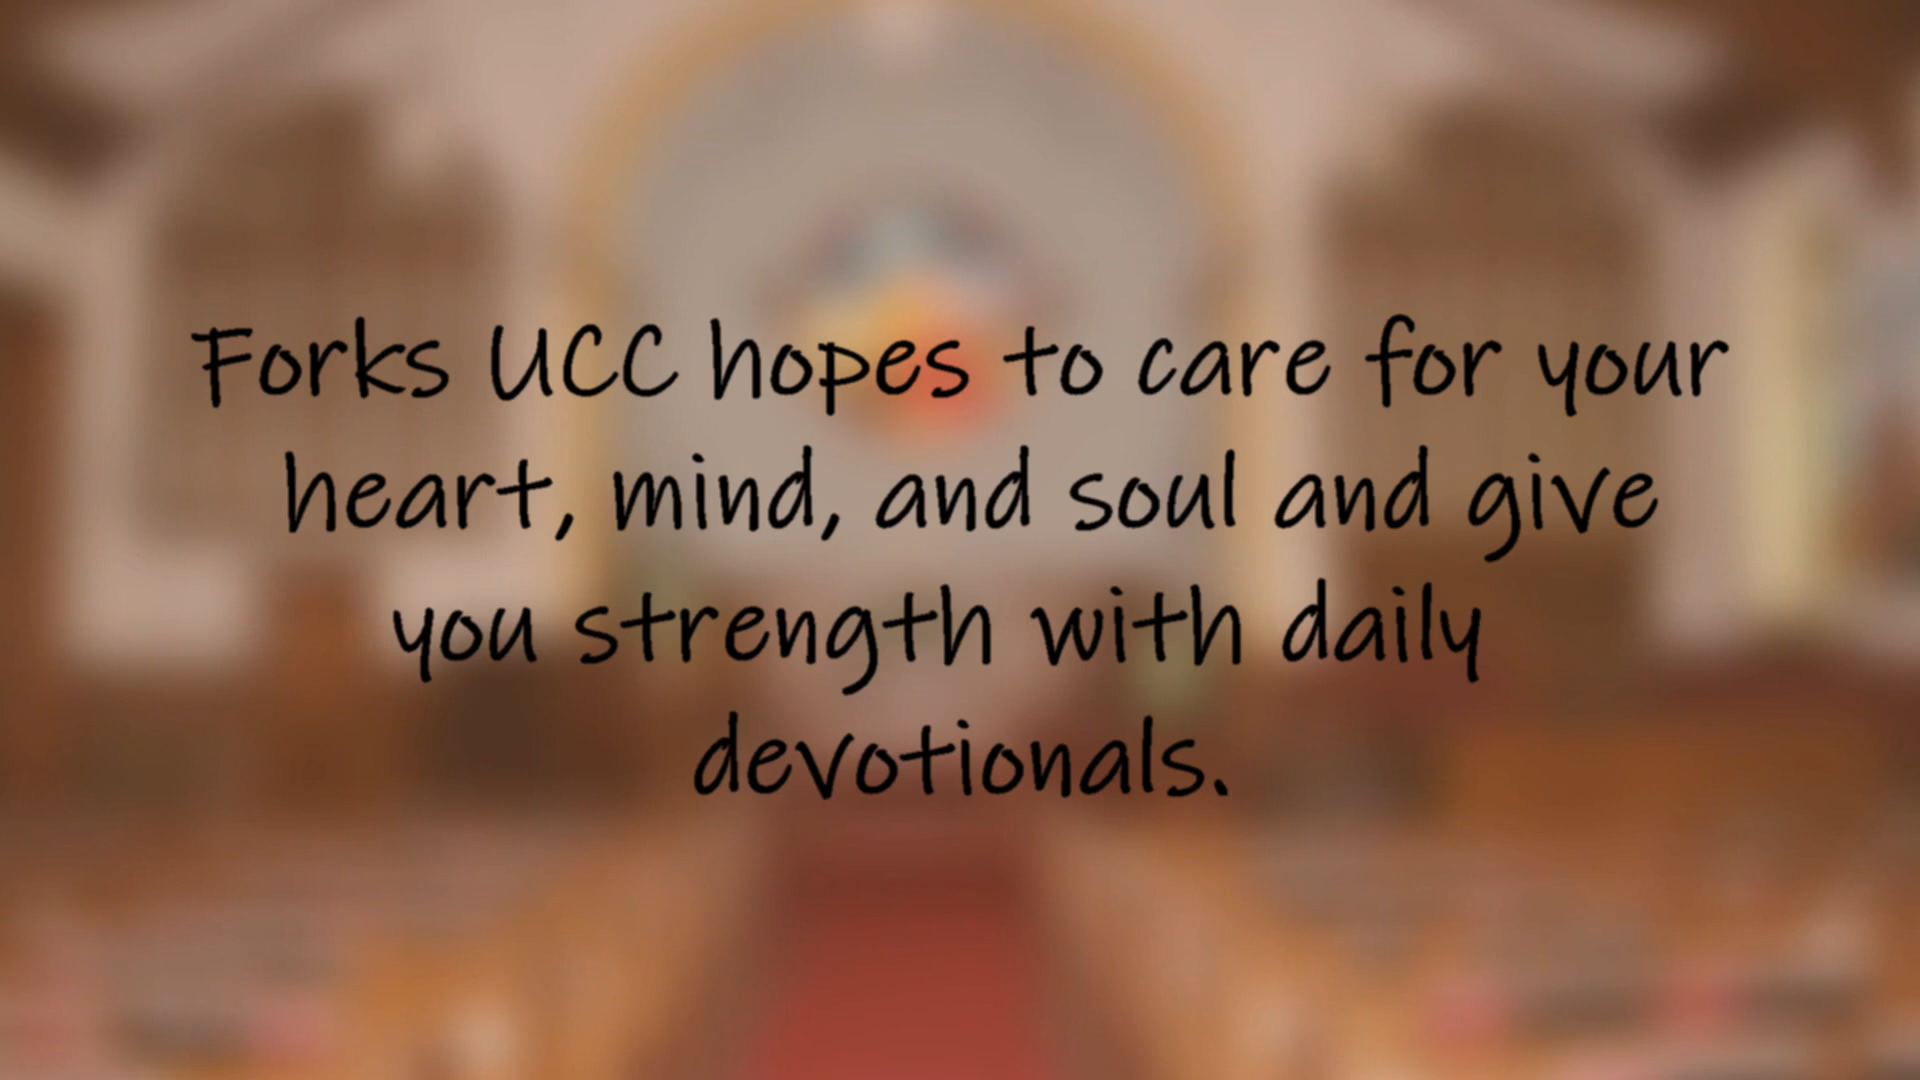 Forks UCC hopes to care for your
heart, mind, and soul and give
you strength with daily
devotionals.